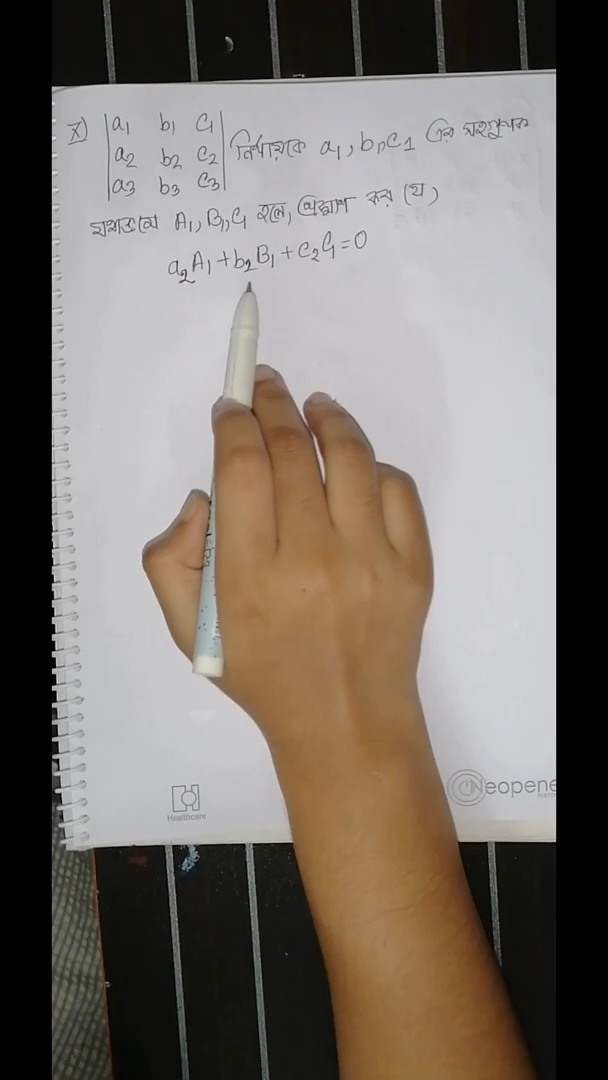 x) | a₁ b₁ c₁ |
| a₂ b₂ c₂ | নির্ণায়কে a₁, b₁, c₁ এর সহগুণক
| a₃ b₃ c₃ |
যথাক্রমে A₁, B₁, C₁ হলে, প্রমাণ কর যে,
a₂A₁ + b₂B₁ + c₂C₁ = 0
Healthcare
Neopene